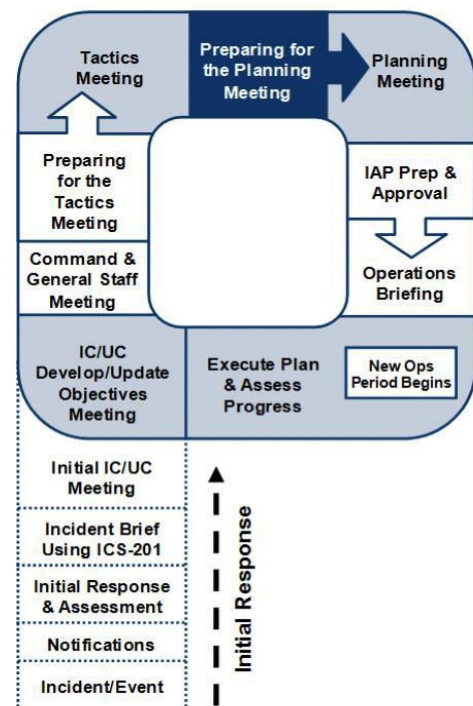 Tactics
Meeting
Preparing for
the Planning
Meeting
Planning
Meeting
Preparing
for the
Tactics
Meeting
IAP Prep &
Approval
Command &
General Staff
Meeting
Operations
Briefing
IC/UC
Develop/Update
Objectives
Meeting
Execute Plan
& Assess
Progress
New Ops
Period Begins
Initial IC/UC
Meeting
Incident Brief
Using ICS-201
Initial Response
& Assessment
Notifications
Incident/Event
Initial Response